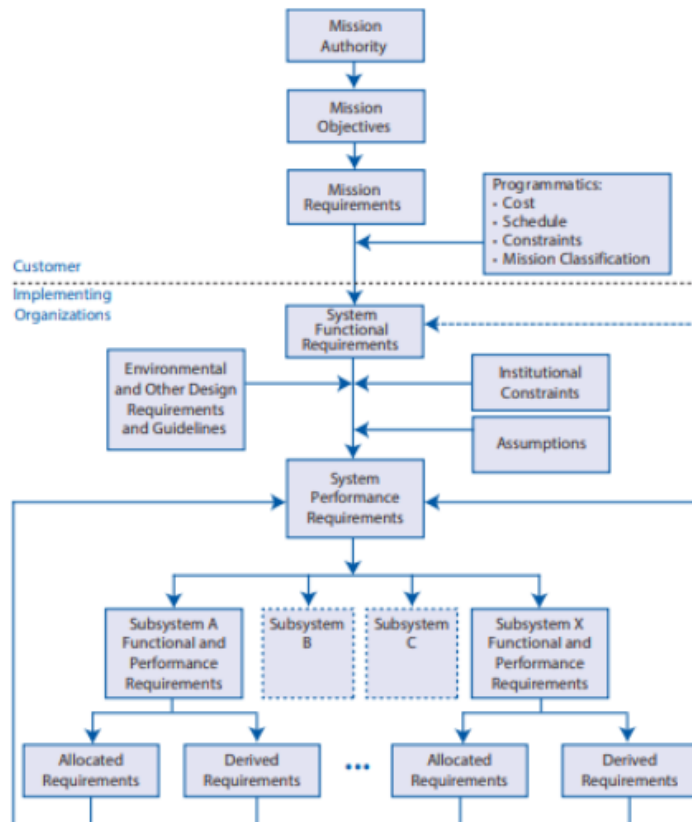 Mission
Authority
Mission
Objectives
Mission
Requirements
Programmatics:
• Cost
• Schedule
• Constraints
• Mission Classification
Customer
Implementing
Organizations
System
Functional
Requirements
Environmental
and Other Design
Requirements
and Guidelines
Institutional
Constraints
Assumptions
System
Performance
Requirements
Subsystem A
Functional and
Performance
Requirements
Subsystem
B
Subsystem
C
Subsystem X
Functional and
Performance
Requirements
Allocated
Requirements
Derived
Requirements
•••
Allocated
Requirements
Derived
Requirements